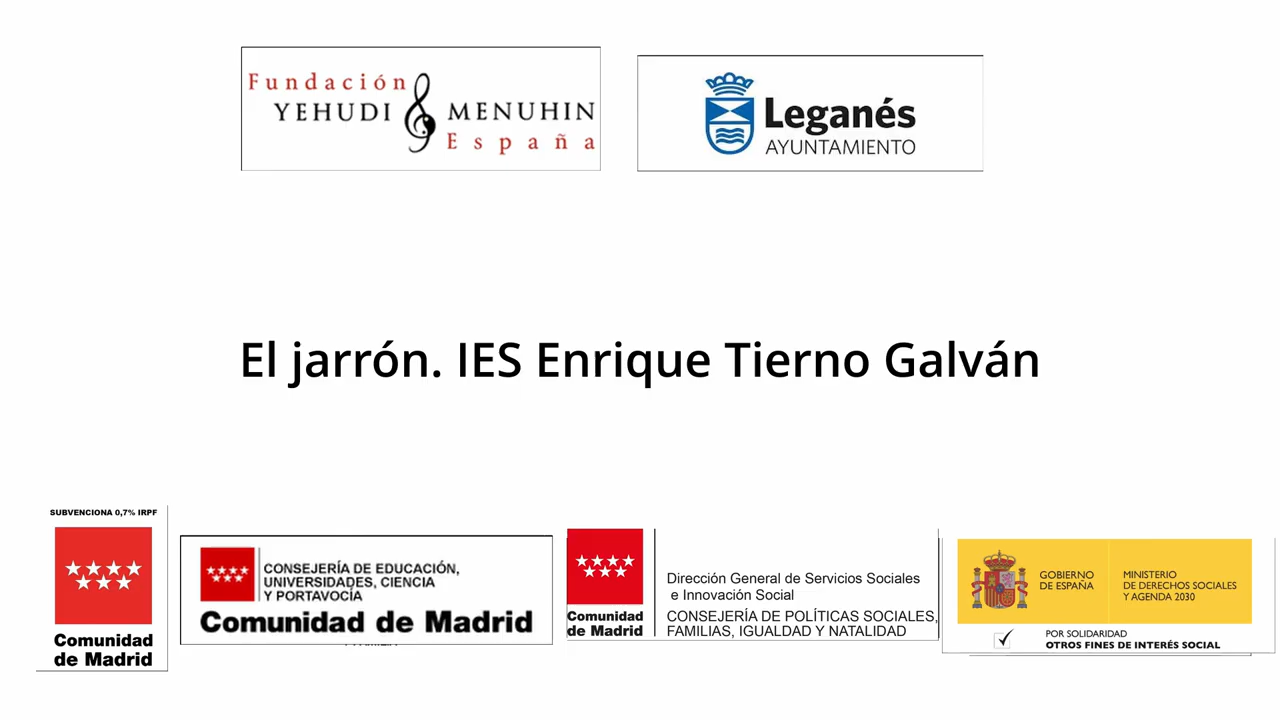 Fundación
YEHUDI MENUHIN
España
Leganés
AYUNTAMIENTO
El jarrón. IES Enrique Tierno Galván
SUBVENCIONA 0,7% IRPF
Comunidad
de Madrid
CONSEJERÍA DE EDUCACIÓN,
UNIVERSIDADES, CIENCIA
Y PORTAVOCÍA
Comunidad de Madrid
Comunidad
de Madrid
Dirección General de Servicios Sociales
e Innovación Social
CONSEJERÍA DE POLÍTICAS SOCIALES,
FAMILIAS, IGUALDAD Y NATALIDAD
GOBIERNO
DE ESPAÑA
MINISTERIO
DE DERECHOS SOCIALES
Y AGENDA 2030
POR SOLIDARIDAD
OTROS FINES DE INTERÉS SOCIAL